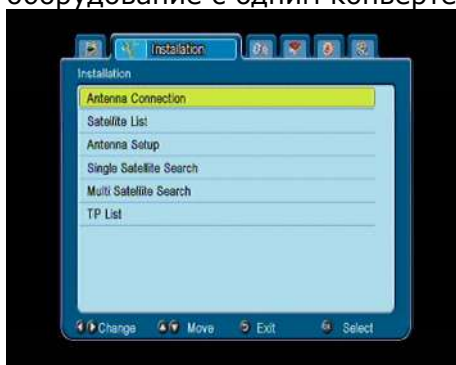 оборудование с одним конверте
Installation
Installation
Antenna Connection
Satellite List
Antenna Setup
Single Satellite Search
Multi Satellite Search
TP List
Change Move Exit Select